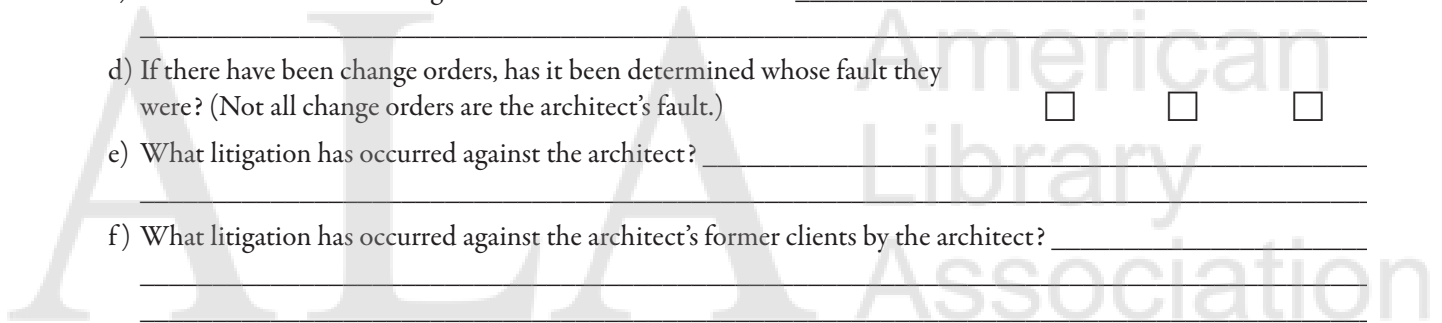 d) If there have been change orders, has it been determined whose fault they
were? (Not all change orders are the architect's fault.)
e) What litigation has occurred against the architect?
f) What litigation has occurred against the architect's former clients by the architect?
ALA American
Library
Association